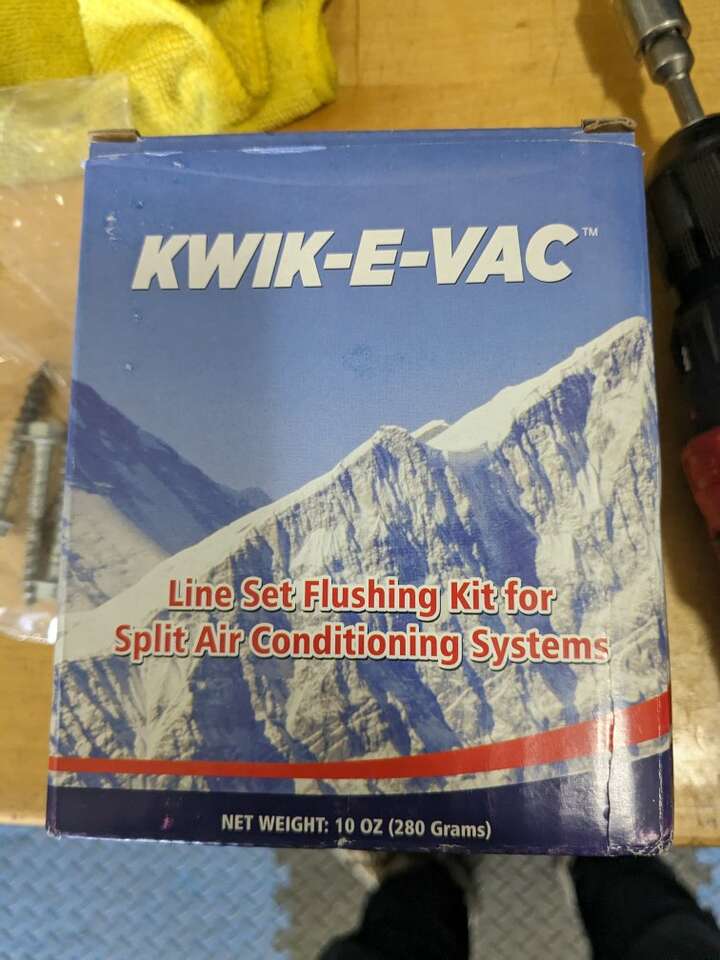 KWIK-E-VAC™
Line Set Flushing Kit for
Split Air Conditioning Systems
NET WEIGHT: 10 OZ (280 Grams)